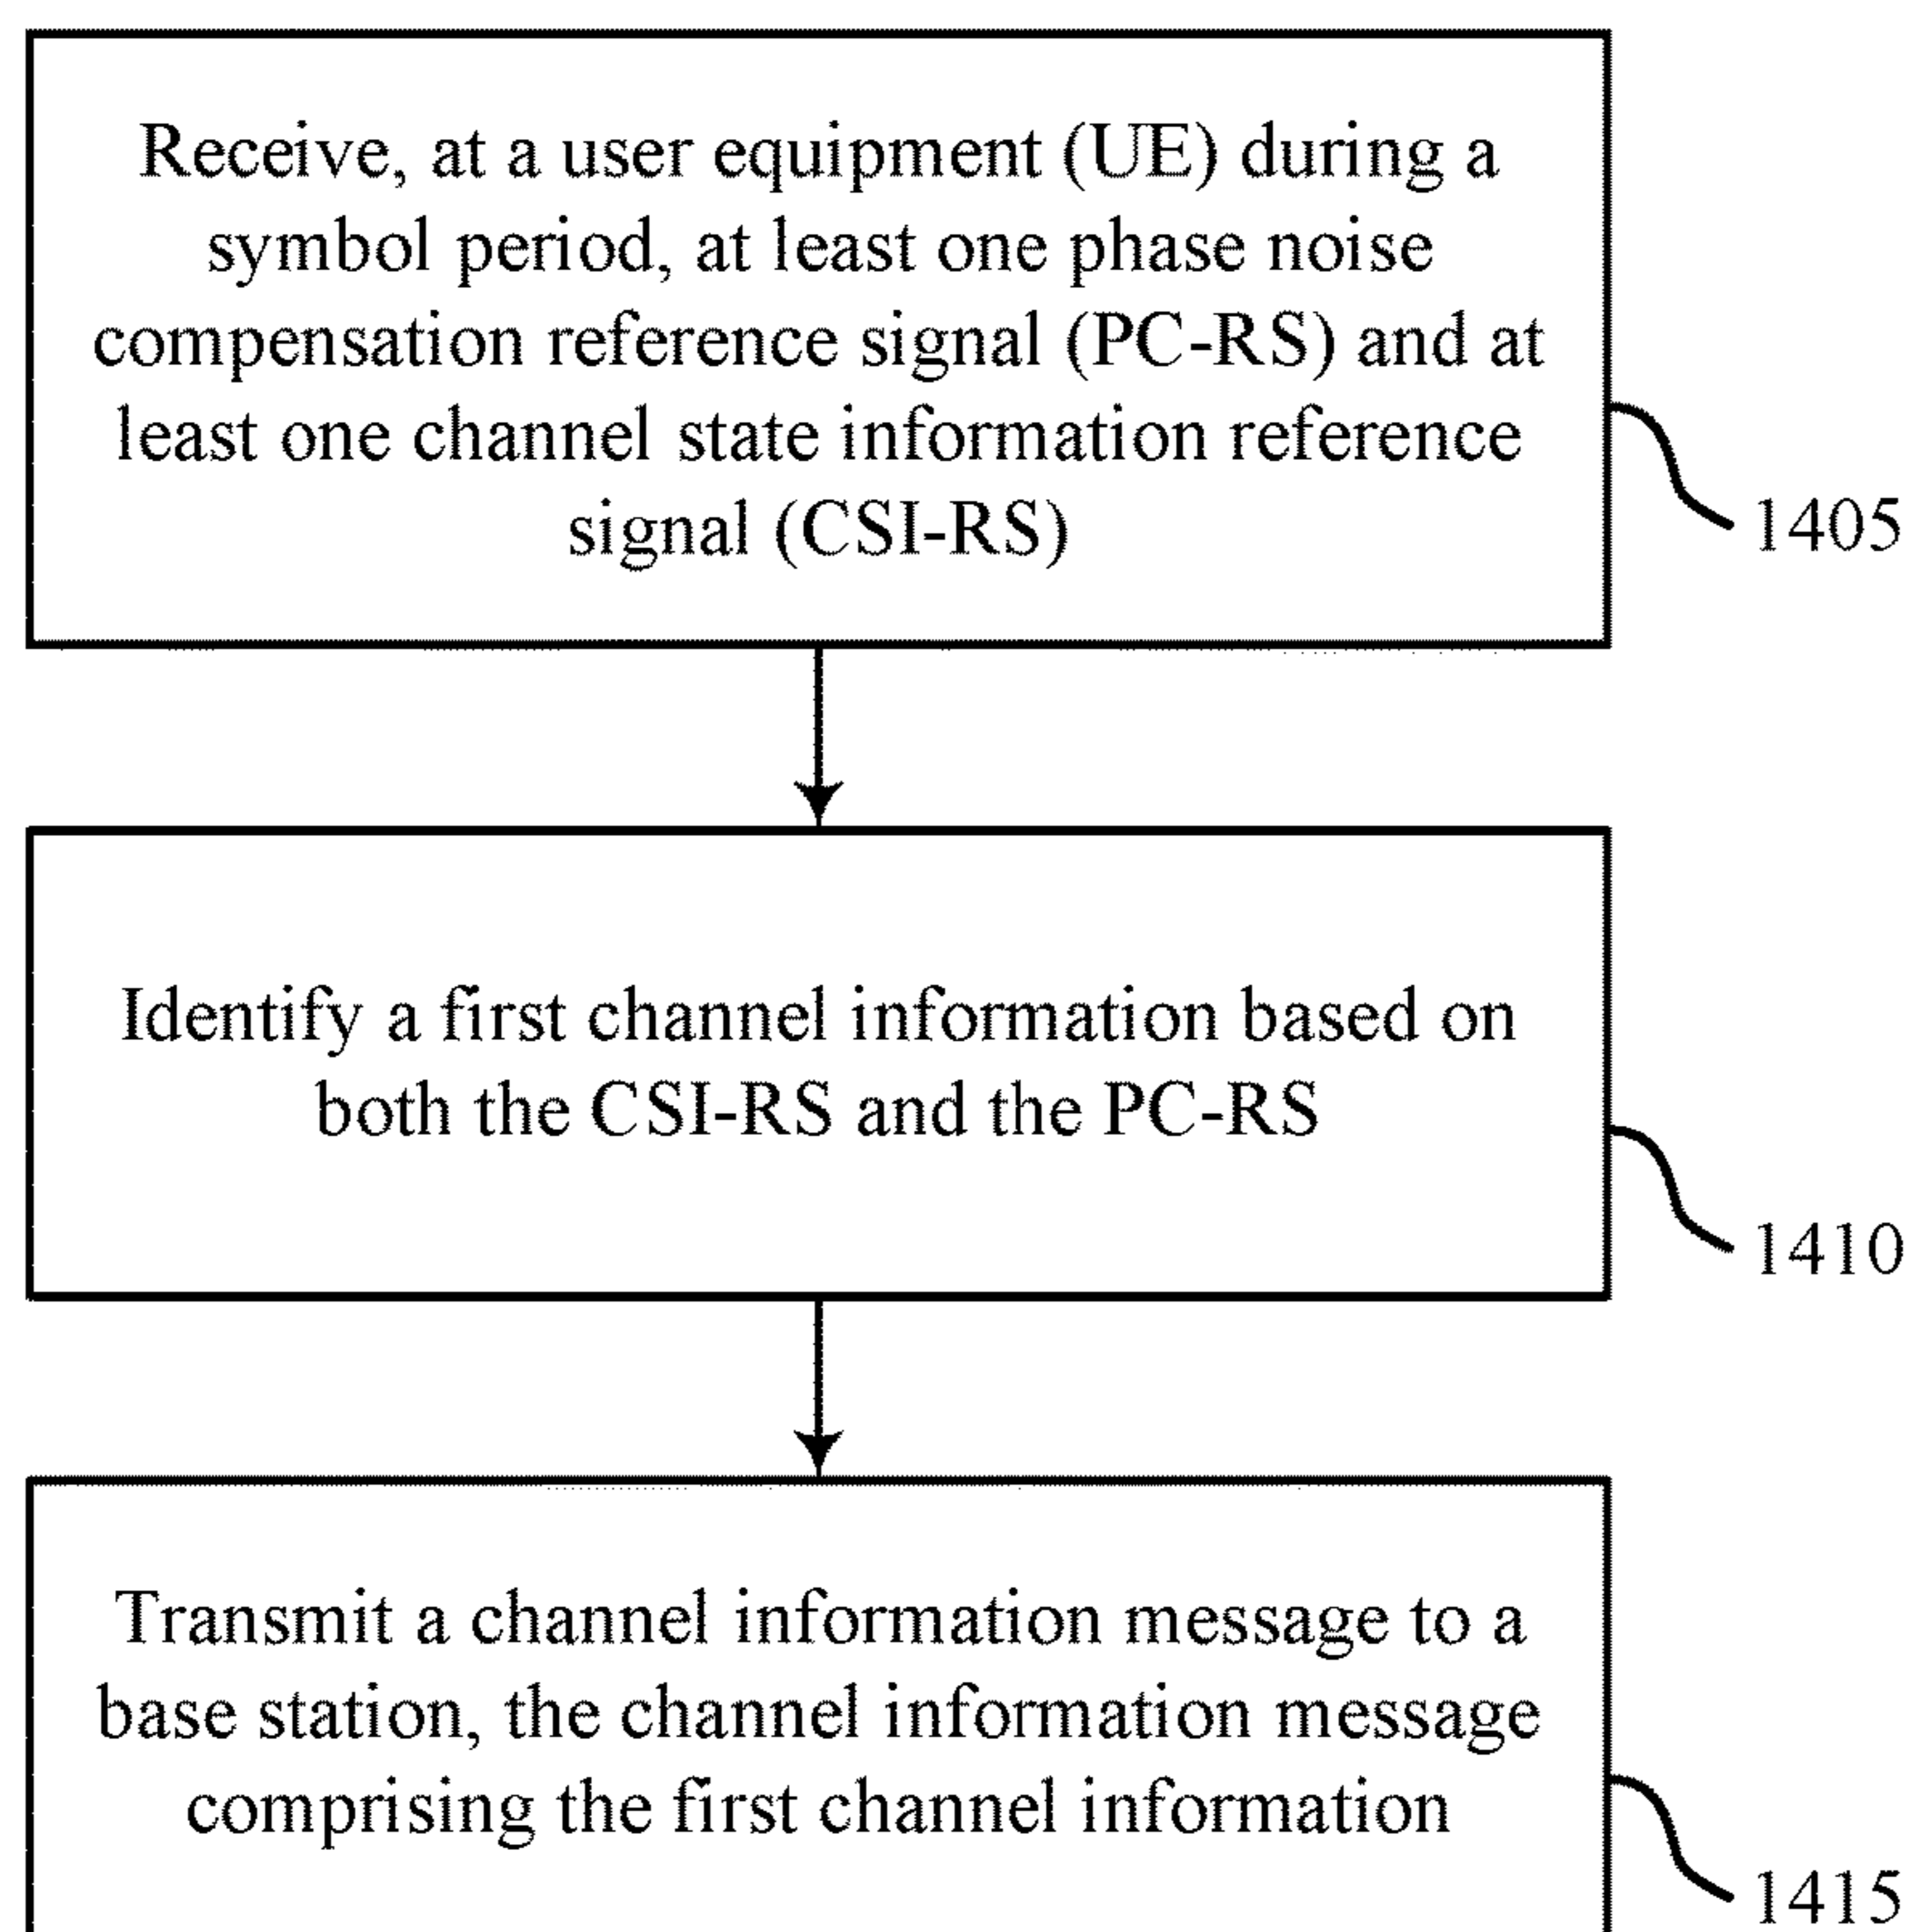 Receive, at a user equipment (UE) during a
symbol period, at least one phase noise
compensation reference signal (PC-RS) and at
least one channel state information reference
signal (CSI-RS)
1405
Identify a first channel information based on
both the CSI-RS and the PC-RS
1410
Transmit a channel information message to a
base station, the channel information message
comprising the first channel information
1415